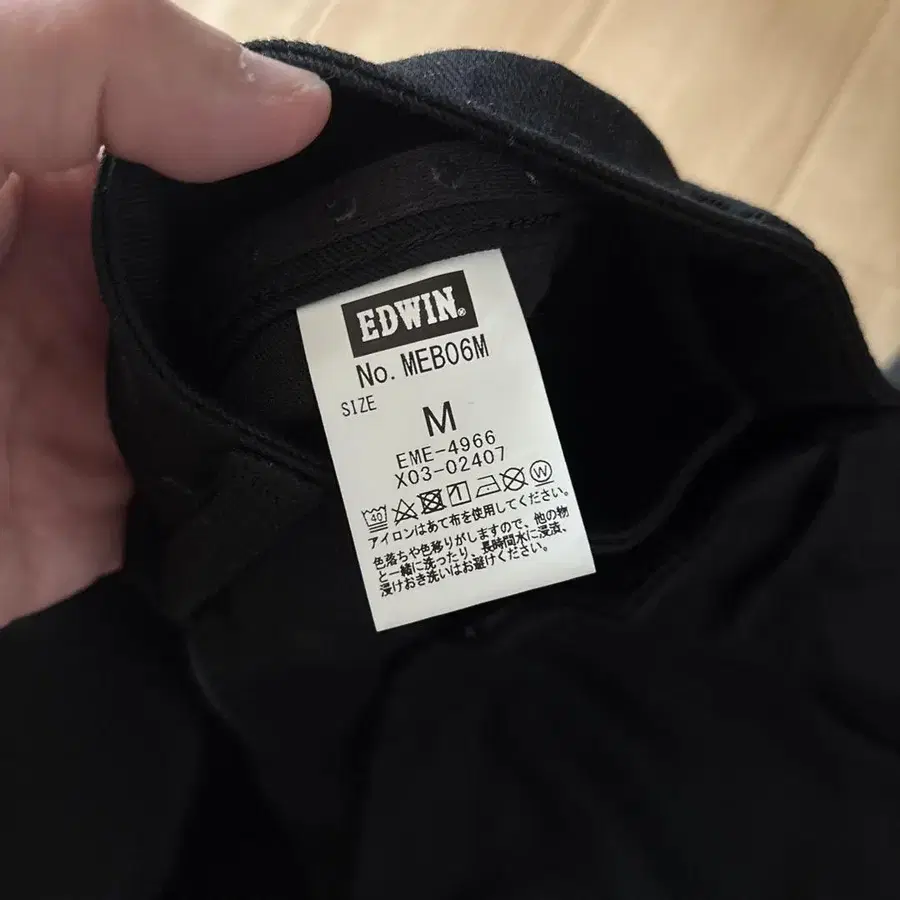 EDWIN®
No. MEB06M
SIZE
M
EME-4966
X03-02407
40 W
アイロンはあて布を使用してください。
色落ちや色移りがしますので、他の物
と一緒に洗ったり、長時間水に浸漬、
浸けおき洗いはお避けください。